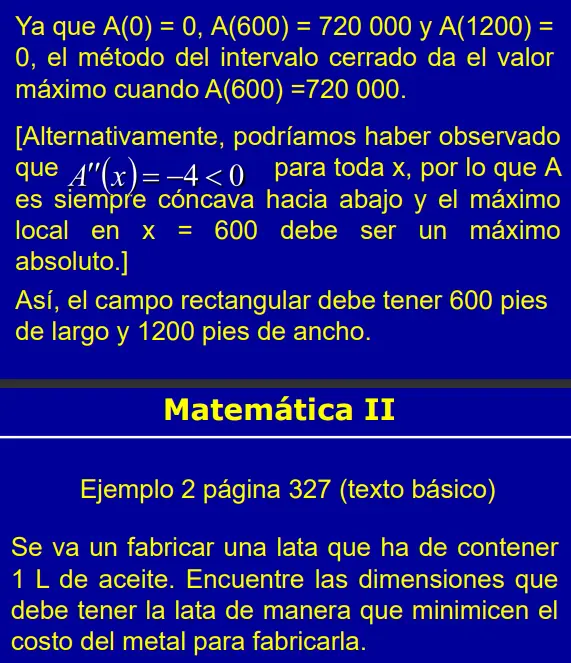 Ya que A(0) = 0, A(600) = 720 000 y A(1200) =
0, el método del intervalo cerrado da el valor
máximo cuando A(600) =720 000.
[Alternativamente, podríamos haber observado
que A''(x) = −4 < 0 para toda x, por lo que A
es siempre cóncava hacia abajo y el máximo
local en x = 600 debe ser un máximo
absoluto.]
Así, el campo rectangular debe tener 600 pies
de largo y 1200 pies de ancho.
Matemática II
Ejemplo 2 página 327 (texto básico)
Se va un fabricar una lata que ha de contener
1 L de aceite. Encuentre las dimensiones que
debe tener la lata de manera que minimicen el
costo del metal para fabricarla.